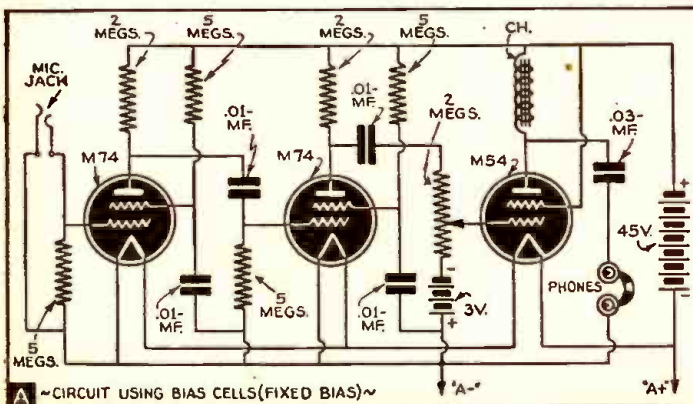 2
MEGS.
5
MEGS.
2
MEGS.
5
MEGS.
CH.
MIC.
JACK
.01-
MF.
.01-
MF.
2
MEGS.
.03-
MF.
M74
M74
M54
45V.
PHONES
5
MEGS.
.01-
MF.
5
MEGS.
.01-
MF.
3V.
+
-
+
-
A ~CIRCUIT USING BIAS CELLS (FIXED BIAS)~
"A-"
"A+"